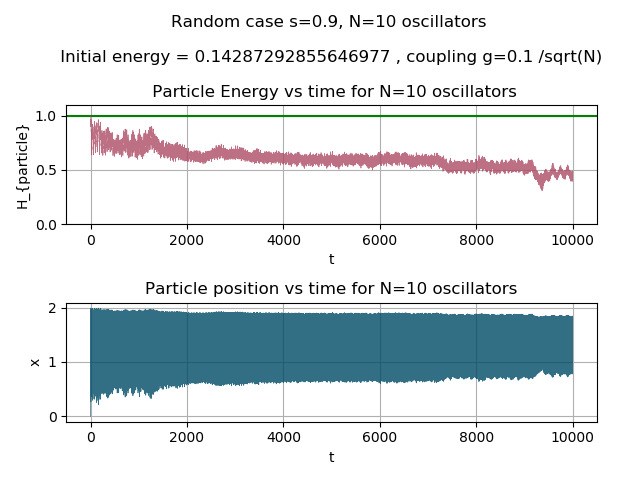 Random case s=0.9, N=10 oscillators
Initial energy = 0.14287292855646977 , coupling g=0.1 /sqrt(N)
Particle Energy vs time for N=10 oscillators
H_{particle}
1.0
0.5
0.0
0 2000 4000 6000 8000 10000
t
Particle position vs time for N=10 oscillators
x
2
1
0
0 2000 4000 6000 8000 10000
t